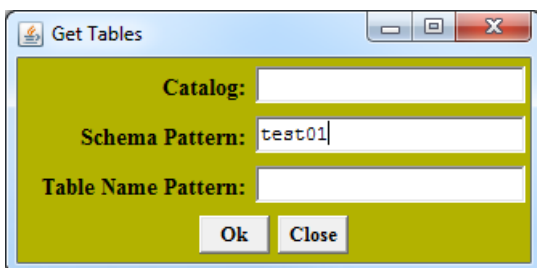 Get Tables
Catalog:
Schema Pattern: test01
Table Name Pattern:
Ok Close